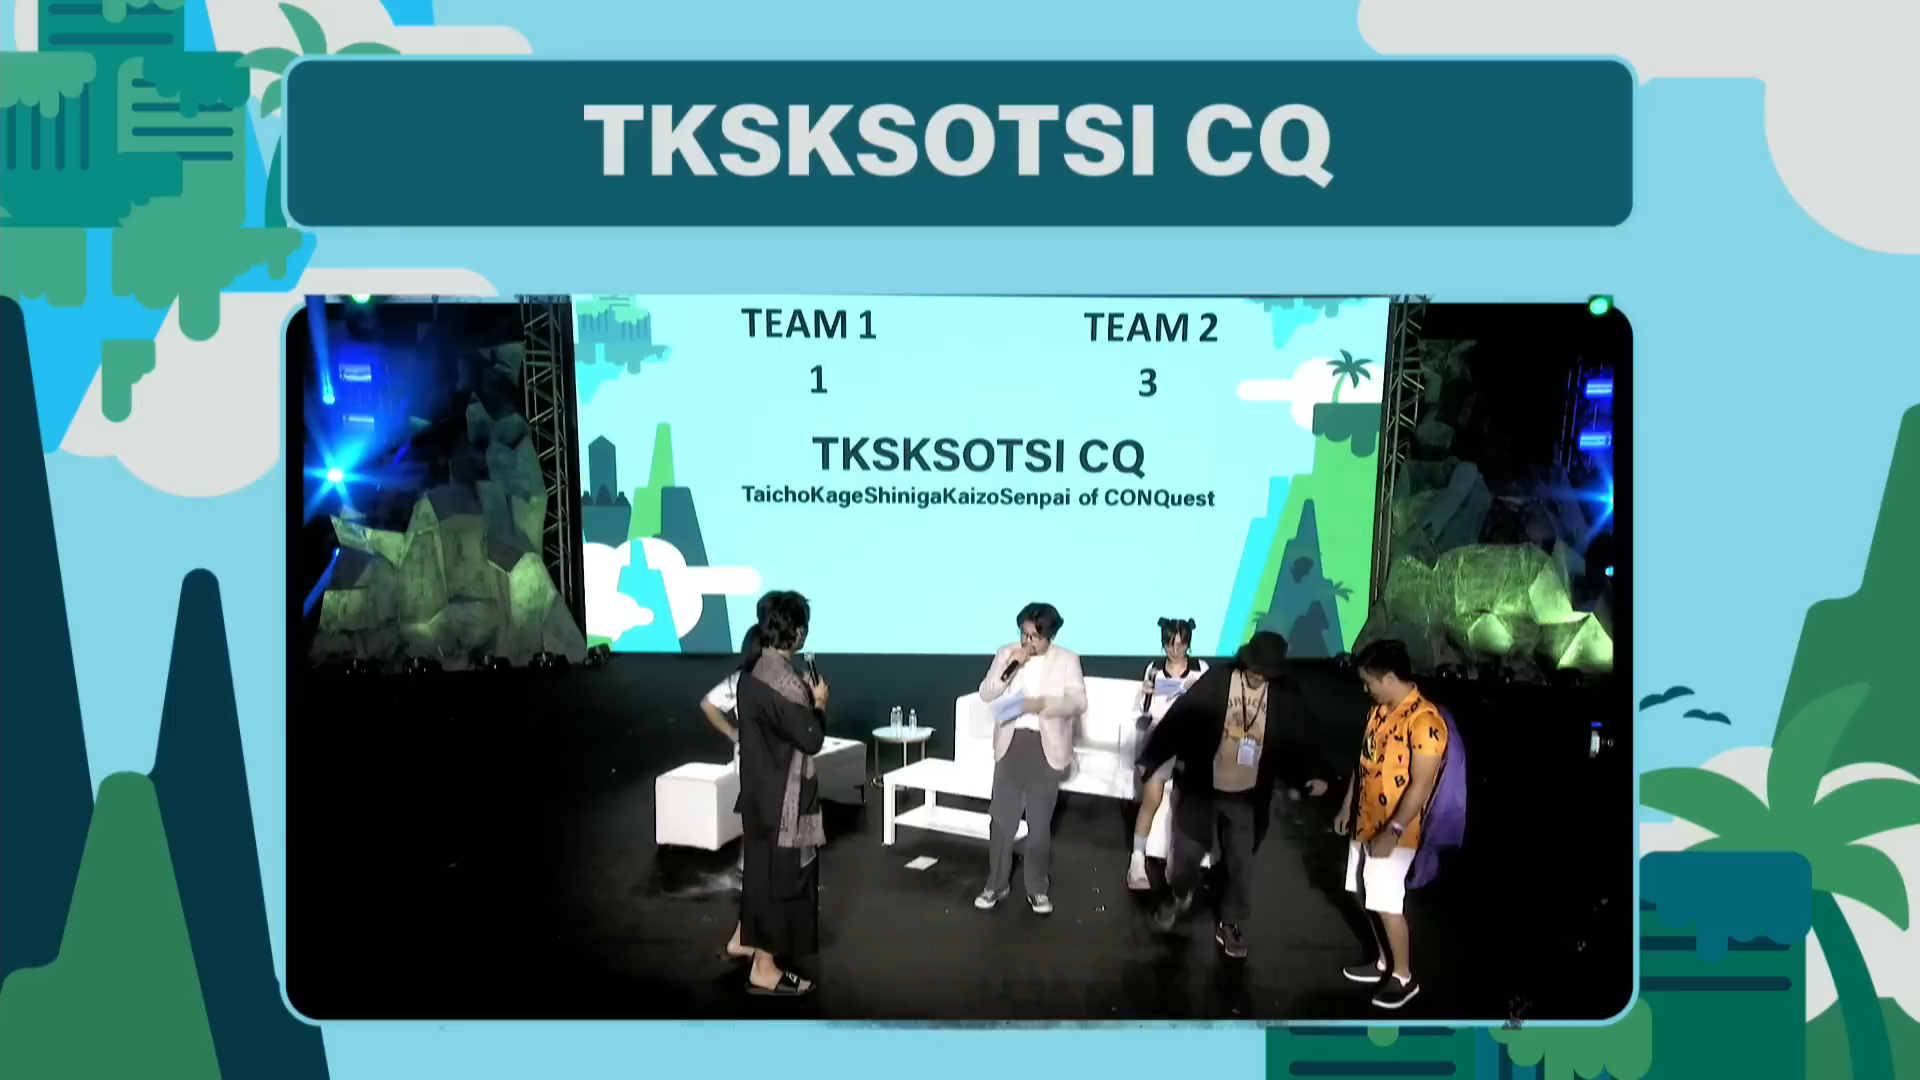 TKSKSOTSI CQ
TEAM 1
TEAM 2
1
3
TKSKSOTSI CQ
TaichoKageShinigaKaizoSenpai of CONQuest